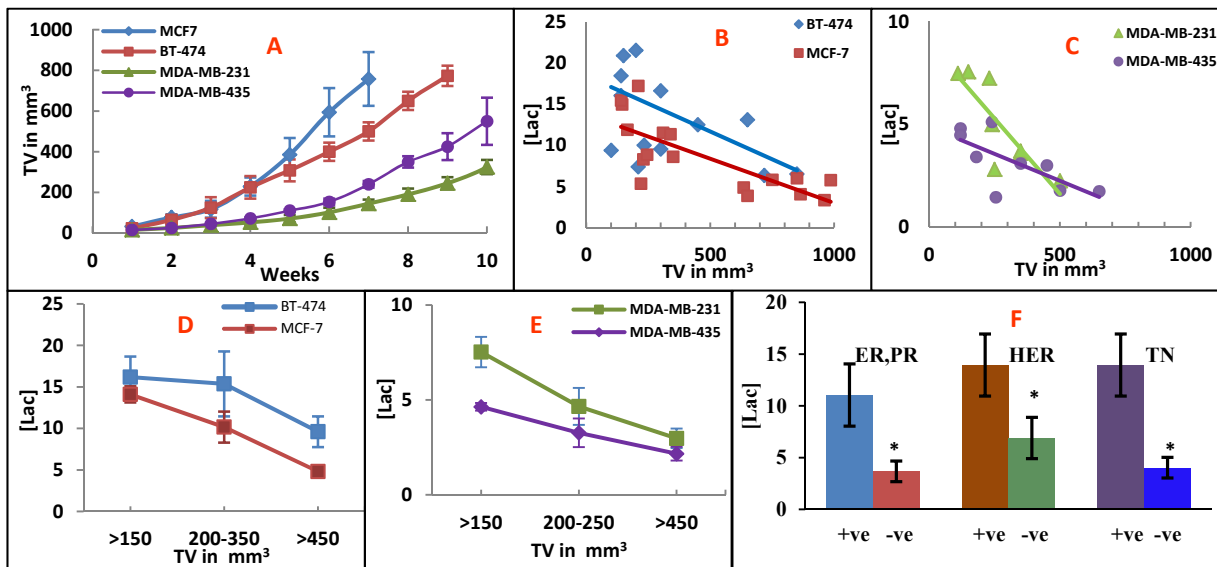 A
MCF7
BT-474
MDA-MB-231
MDA-MB-435
TV in mm³
1000
800
600
400
200
0
0 2 4 6 8 10
Weeks
B
BT-474
MCF-7
[Lac]
25
20
15
10
5
0
500 1000
TV in mm³
C
MDA-MB-231
MDA-MB-435
[Lac]
10
5
0
0 500 1000
TV in mm³
D
BT-474
MCF-7
[Lac]
25
20
15
10
5
0
>150 200-350 >450
TV in mm³
E
MDA-MB-231
MDA-MB-435
[Lac]
10
5
0
>150 200-250 >450
TV in mm³
F
[Lac]
20
15
10
5
0
ER,PR HER TN
* * *
+ve -ve +ve -ve +ve -ve